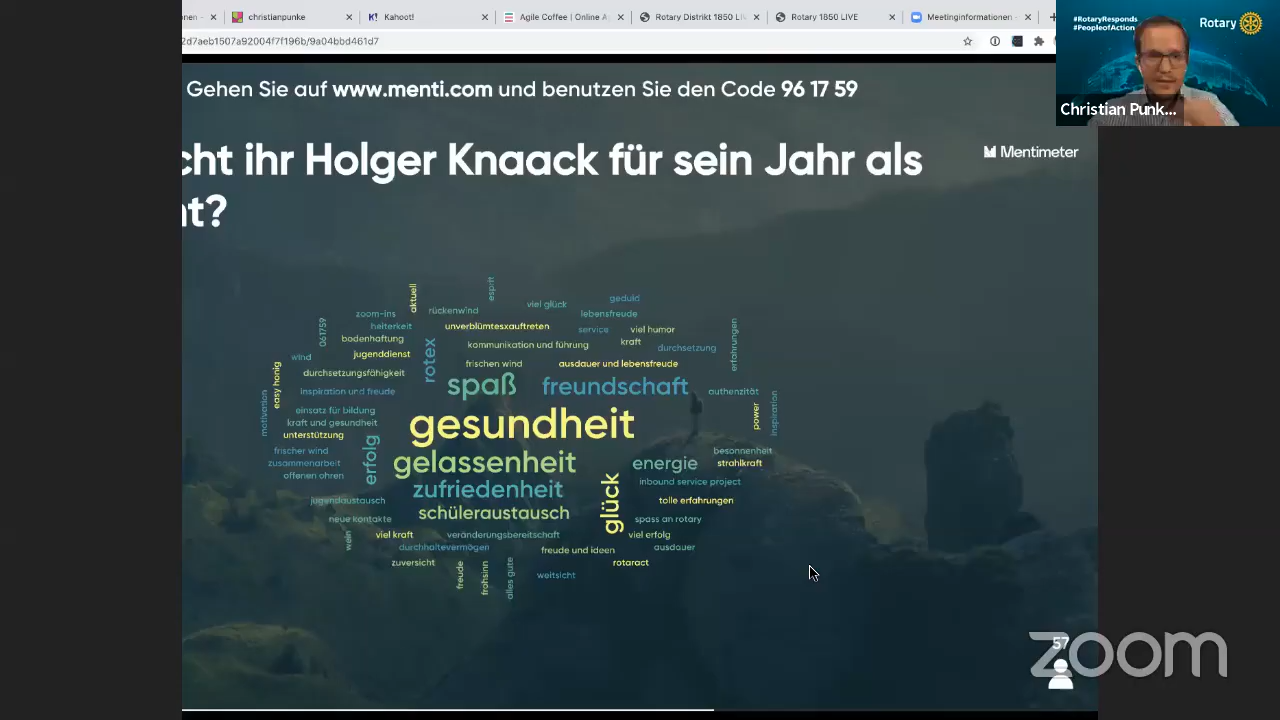 nen -
christianpunke
Kahoot!
Agile Coffee | Online A
Rotary Distrikt 1850 LI
Rotary 1850 LIVE
Meetinginformationen -
2d7aeb1507a92004f7f196b/9a04bbd461d7
#RotaryResponds
#PeopleofAction
Rotary
Christian Punk...
Gehen Sie auf www.menti.com und benutzen Sie den Code 96 17 59
cht ihr Holger Knaack für sein Jahr als
nt?
Mentimeter
esprit
aktuell
viel glück
geduld
zoom-ins
rückenwind
lebensfreude
061759
heiterkeit
unverblümtesxauftreten
service
viel humor
erfahrungen
bodenhaftung
kommunikation und führung
kraft
durchsetzung
wind
jugenddienst
rotex
frischen wind
ausdauer und lebensfreude
easy honig
durchsetzungsfähigkeit
spaß
freundschaft
motivation
inspiration und freude
authenzität
power
inspiration
einsatz für bildung
kraft und gesundheit
gesundheit
unterstützung
frischer wind
erfolg
gelassenheit
energie
besonnenheit
strahlkraft
zusammenarbeit
offenen ohren
zufriedenheit
glück
inbound service project
jugendaustausch
schüleraustausch
tolle erfahrungen
neue kontakte
spass an rotary
wein
viel kraft
veränderungsbereitschaft
viel erfolg
durchhaltevermögen
freude und ideen
ausdauer
zuversicht
freude
frohsinn
alles gute
weitsicht
rotaract
57
zoom